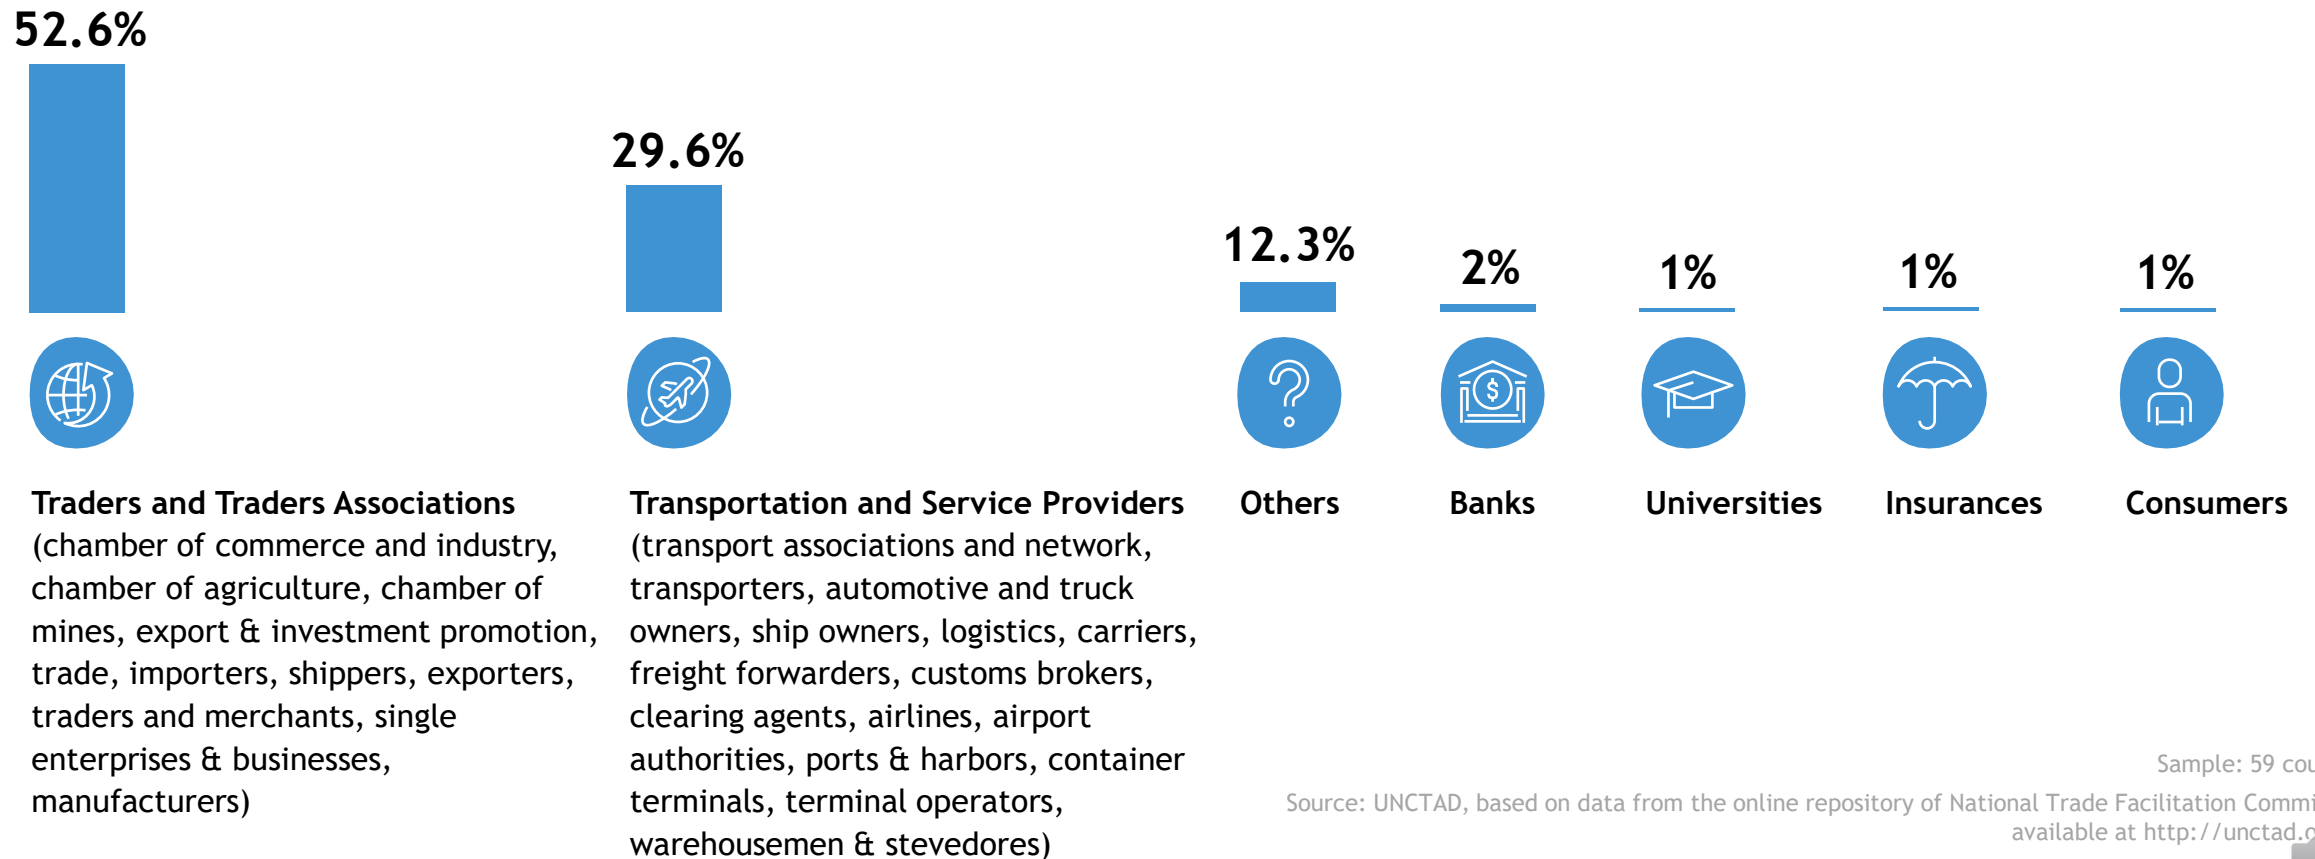 52.6%
29.6%
12.3%
2%
1%
1%
1%
$
Traders and Traders Associations
(chamber of commerce and industry,
chamber of agriculture, chamber of
mines, export & investment promotion,
trade, importers, shippers, exporters,
traders and merchants, single
enterprises & businesses,
manufacturers)
Transportation and Service Providers
(transport associations and network,
transporters, automotive and truck
owners, ship owners, logistics, carriers,
freight forwarders, customs brokers,
clearing agents, airlines, airport
authorities, ports & harbors, container
terminals, terminal operators,
warehousemen & stevedores)
Others
Banks
Universities
Insurances
Consumers
Sample: 59 cou
Source: UNCTAD, based on data from the online repository of National Trade Facilitation Commi
available at http://unctad.o